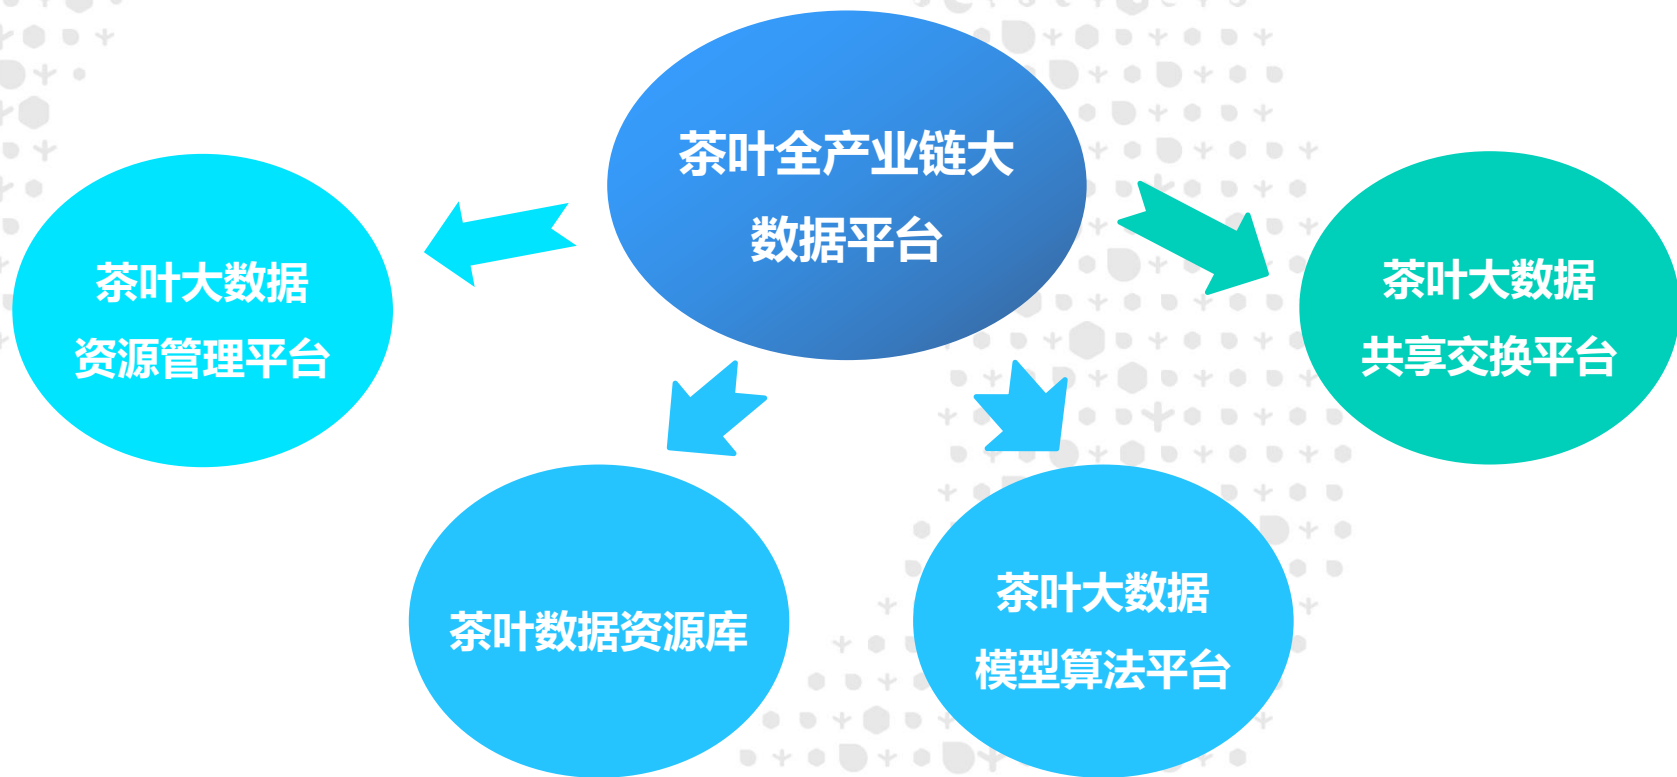 茶叶全产业链大
数据平台
茶叶大数据
资源管理平台
茶叶数据资源库
茶叶大数据
模型算法平台
茶叶大数据
共享交换平台